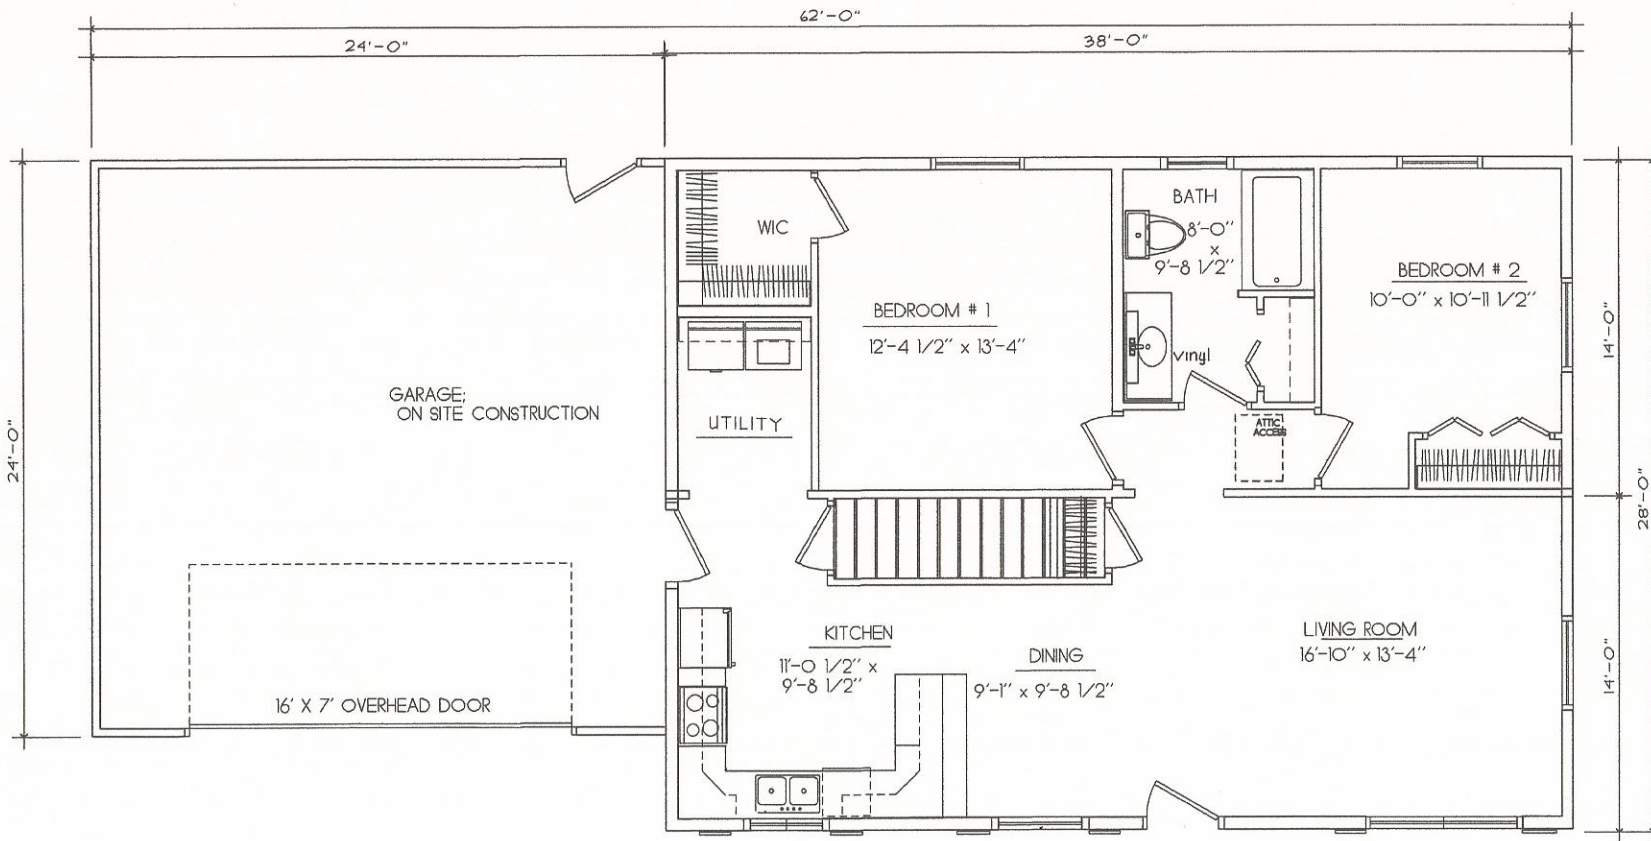 62'-0"
24'-0"
38'-0"
BATH
8'-0"
x
9'-8 1/2"
WIC
BEDROOM # 2
10'-0" x 10'-11 1/2"
BEDROOM # 1
12'-4 1/2" x 13'-4"
vinyl
14'-0"
GARAGE;
ON SITE CONSTRUCTION
UTILITY
ATTIC
ACCESS
24'-0"
28'-0"
KITCHEN
11'-0 1/2" x
9'-8 1/2"
DINING
9'-1" x 9'-8 1/2"
LIVING ROOM
16'-10" x 13'-4"
14'-0"
16' X 7' OVERHEAD DOOR